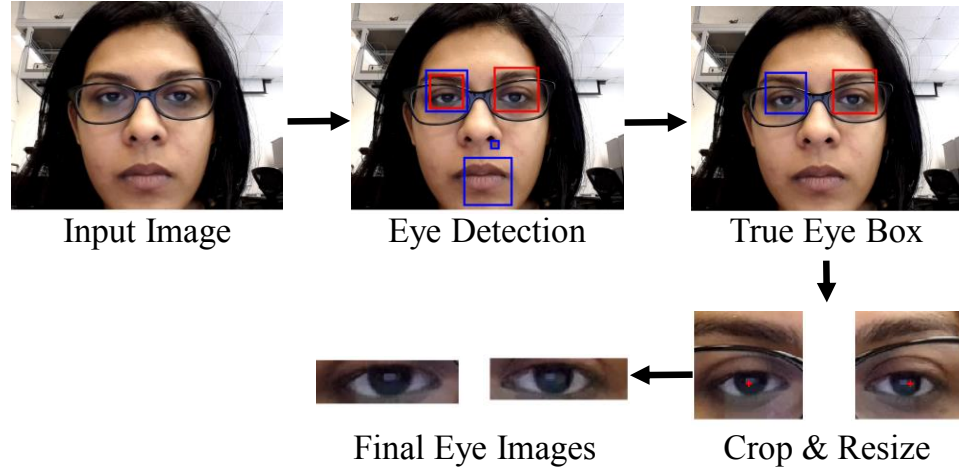 Input Image
Eye Detection
True Eye Box
Final Eye Images
Crop & Resize